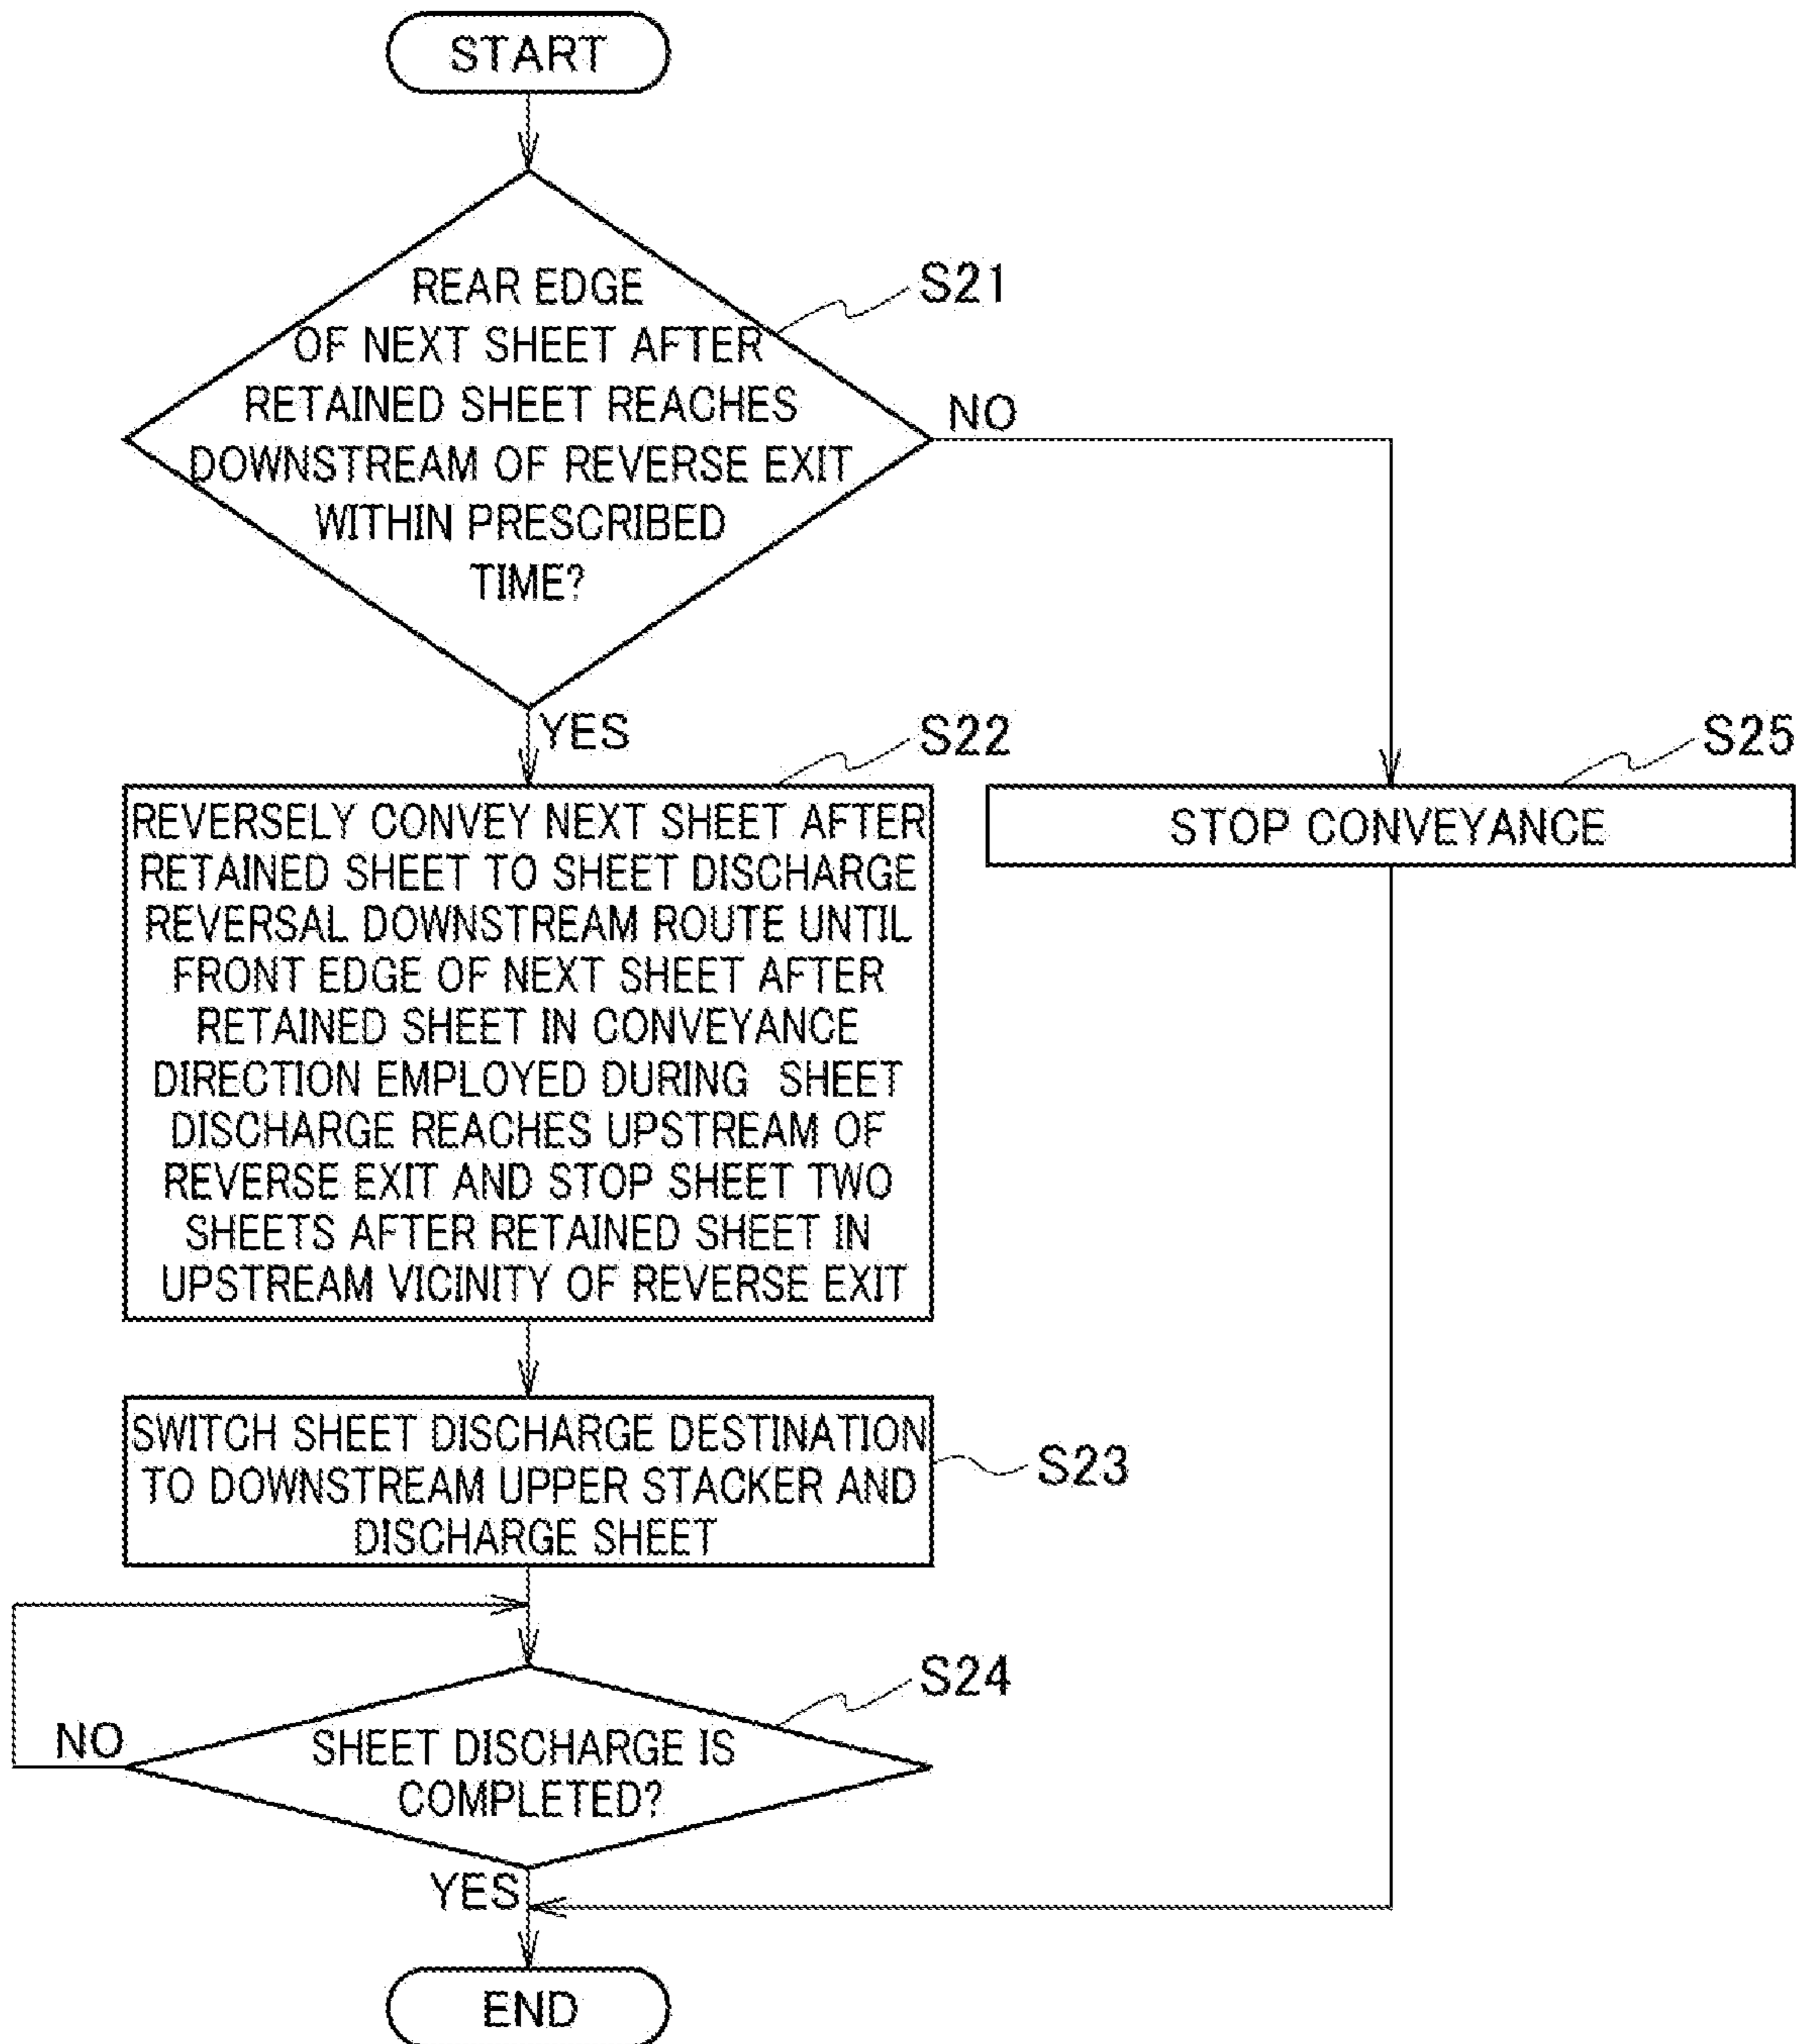 START
REAR EDGE
OF NEXT SHEET AFTER
RETAINED SHEET REACHES
DOWNSTREAM OF REVERSE EXIT
WITHIN PRESCRIBED
TIME?
S21
NO
YES
S22
REVERSELY CONVEY NEXT SHEET AFTER
RETAINED SHEET TO SHEET DISCHARGE
REVERSAL DOWNSTREAM ROUTE UNTIL
FRONT EDGE OF NEXT SHEET AFTER
RETAINED SHEET IN CONVEYANCE
DIRECTION EMPLOYED DURING SHEET
DISCHARGE REACHES UPSTREAM OF
REVERSE EXIT AND STOP SHEET TWO
SHEETS AFTER RETAINED SHEET IN
UPSTREAM VICINITY OF REVERSE EXIT
S25
STOP CONVEYANCE
SWITCH SHEET DISCHARGE DESTINATION
TO DOWNSTREAM UPPER STACKER AND
DISCHARGE SHEET
S23
S24
NO
SHEET DISCHARGE IS
COMPLETED?
YES
END